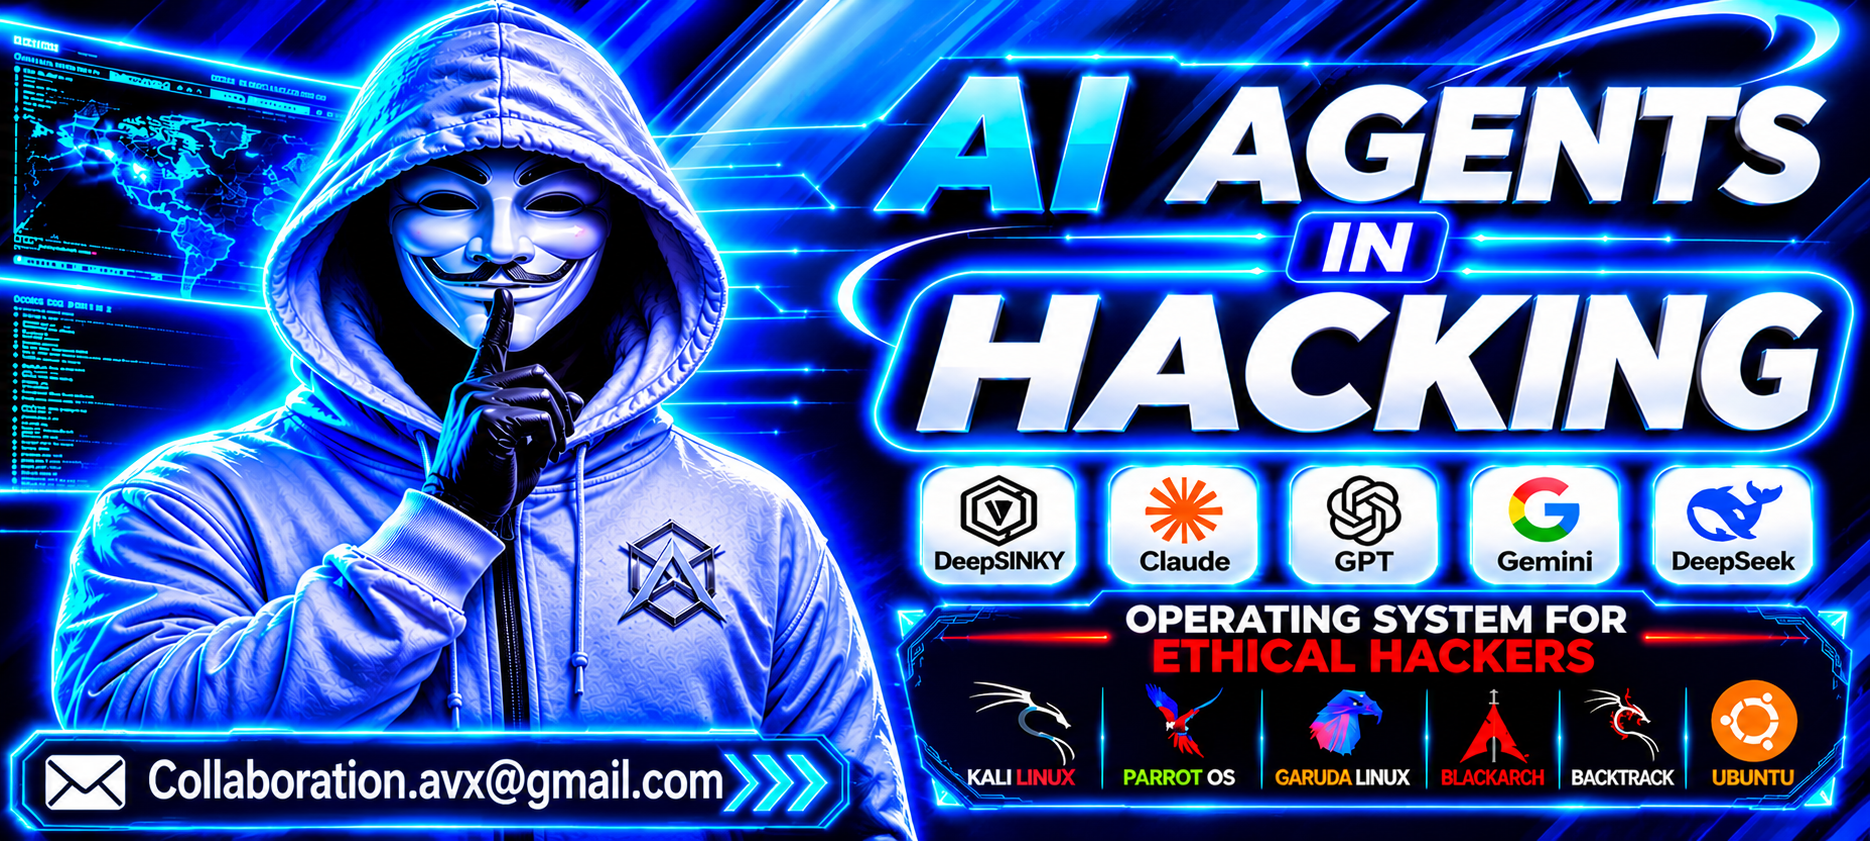 AI AGENTS
IN
HACKING
DeepSINKY
Claude
GPT
Gemini
DeepSeek
OPERATING SYSTEM FOR
ETHICAL HACKERS
KALI LINUX
PARROT OS
GARUDA LINUX
BLACKARCH
BACKTRACK
UBUNTU
Collaboration.avx@gmail.com